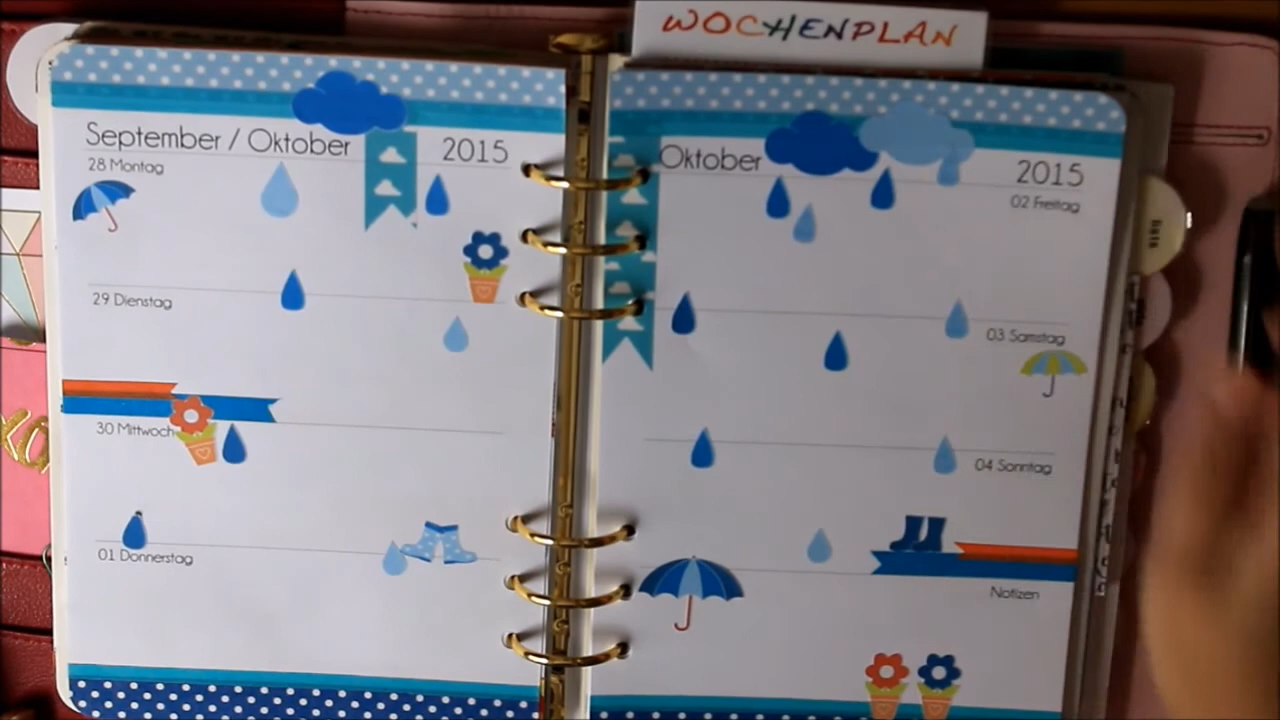 WOCHENPLAN
September / Oktober 2015
28 Montag
29 Dienstag
30 Mittwoch
01 Donnerstag
Oktober 2015
02 Freitag
03 Samstag
04 Sonntag
Notizen